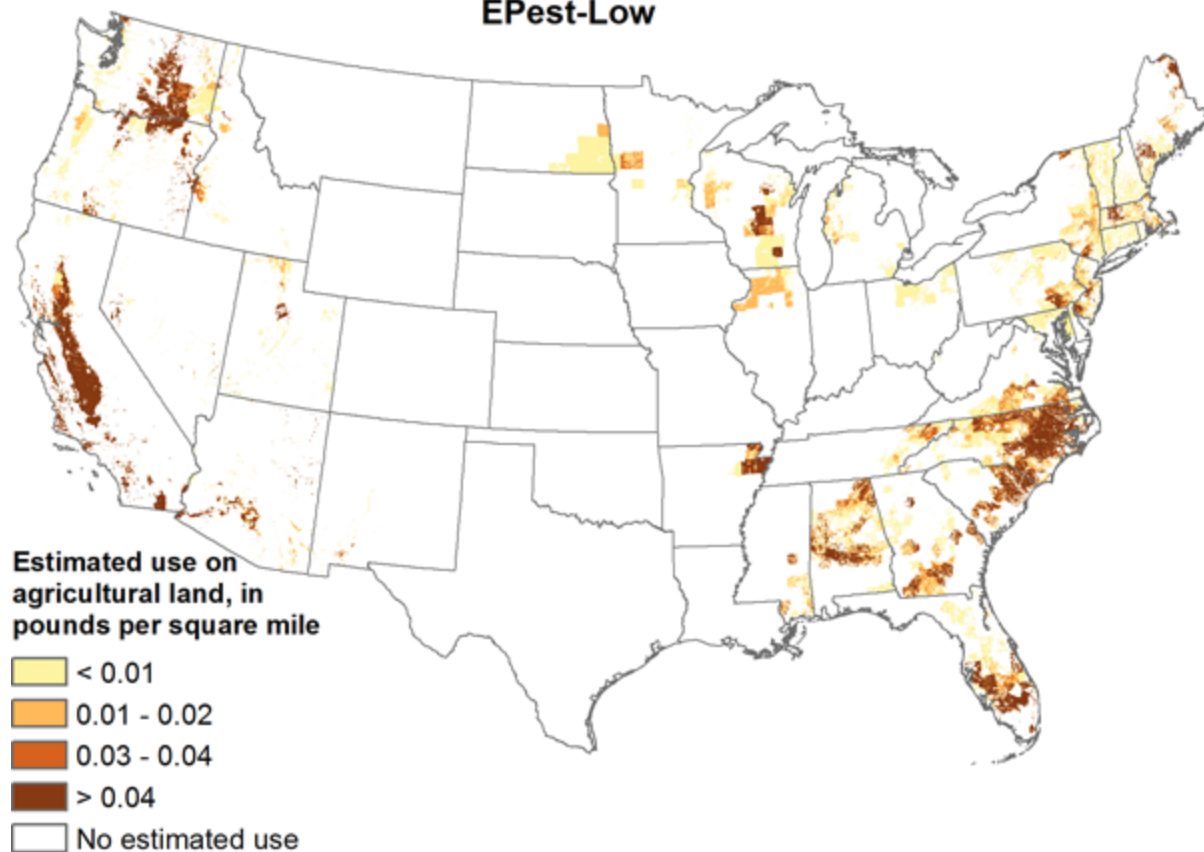 EPest-Low
Estimated use on
agricultural land, in
pounds per square mile
< 0.01
0.01 - 0.02
0.03 - 0.04
> 0.04
No estimated use